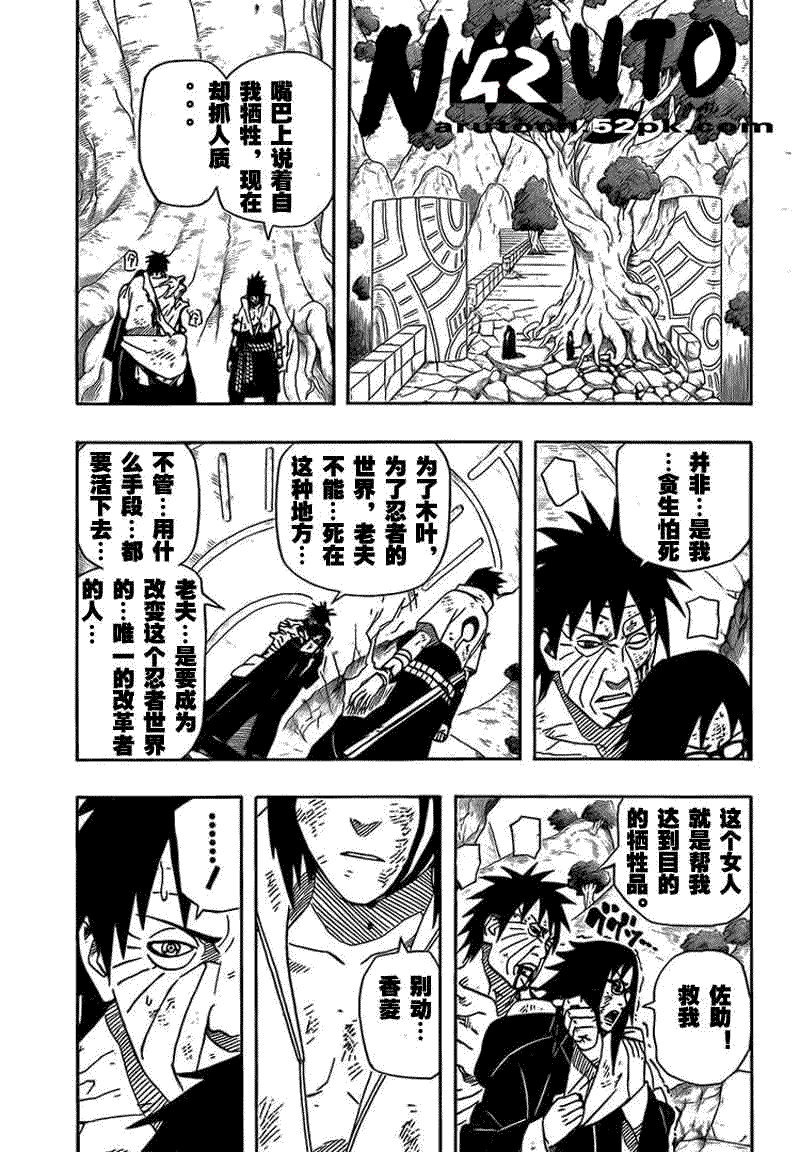 NARUTO
52
narutocn.52pk.com
嘴巴上说着自
我牺牲，现在
却抓人质
。。。
?
?
并非…是我
…贪生怕死
为了木叶，
为了忍者的
世界，老夫
不能…死在
这种地方…
不管…用什
么手段…都
要活下去…
老夫…是要成为
改变这个忍者世界
的…唯一的改革者
的人…
这个女人
就是帮我
达到目的
的牺牲品。
佐助！
救我
别动…
香菱
……！